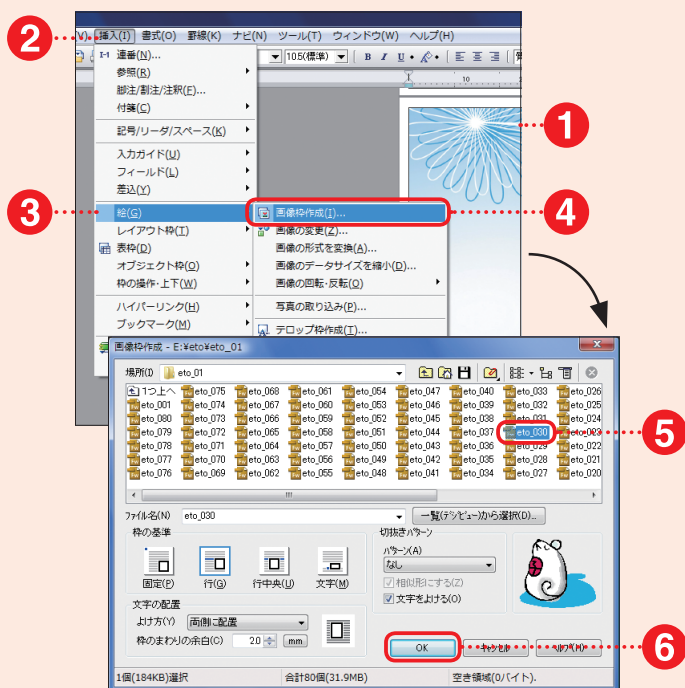 V) 挿入(I) 書式(O) 罫線(K) ナビ(N) ツール(T) ウィンドウ(W) ヘルプ(H)
2
連番(N)...
10.5(標準)
B I U
参照(R)
脚注/割注/注釈(F)...
付箋(C)
10
記号/リーダ/スペース(K)
1
入力ガイド(U)
フィールド(L)
差込(Y)
3
絵(G)
画像枠作成(I)...
4
レイアウト枠(T)
画像の変更(Z)...
表枠(D)
画像の形式を変換(A)...
オブジェクト枠(O)
画像のデータサイズを縮小(D)...
枠の操作・上下(W)
画像の回転・反転(O)
ハイパーリンク(H)
写真の取り込み(P)...
ブックマーク(M)
テロップ枠作成(T)...
画像枠作成 - E:¥eto¥eto_01
場所(I) eto_01
1つ上へ eto_075 eto_068 eto_061 eto_054 eto_047 eto_040 eto_033 eto_026
eto_001 eto_074 eto_067 eto_060 eto_053 eto_046 eto_039 eto_032 eto_025
eto_080 eto_073 eto_066 eto_059 eto_052 eto_045 eto_038 eto_031 eto_024
eto_079 eto_072 eto_065 eto_058 eto_051 eto_044 eto_037 eto_030 eto_023
5
eto_078 eto_071 eto_064 eto_057 eto_050 eto_043 eto_036 eto_029 eto_022
eto_077 eto_070 eto_063 eto_056 eto_049 eto_042 eto_035 eto_028 eto_021
eto_076 eto_069 eto_062 eto_055 eto_048 eto_041 eto_034 eto_027 eto_020
ファイル名(N) eto_030
一覧(デジビュー)から選択(D)...
枠の基準
切抜きパターン
パターン(A)
なし
固定(P) 行(G) 行中央(U) 文字(M)
相似形にする(Z)
文字をよける(O)
文字の配置
よけ方(Y) 両側に配置
枠のまわりの余白(C) 2.0 mm
OK キャンセル ヘルプ(H)
6
1個(184KB)選択 合計80個(31.9MB) 空き領域(0バイト).